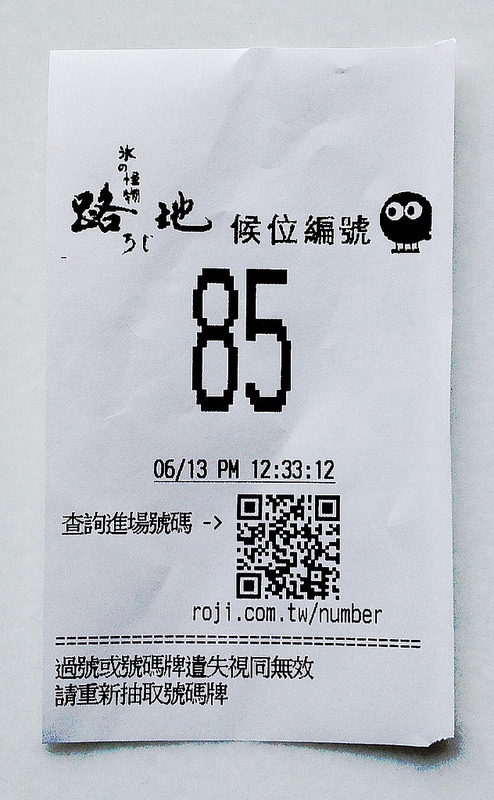 氷の怪物
路地
ろじ
候位編號
85
06/13 PM 12:33:12
查詢進場號碼 ->
roji.com.tw/number
過號或號碼牌遺失視同無效
請重新抽取號碼牌